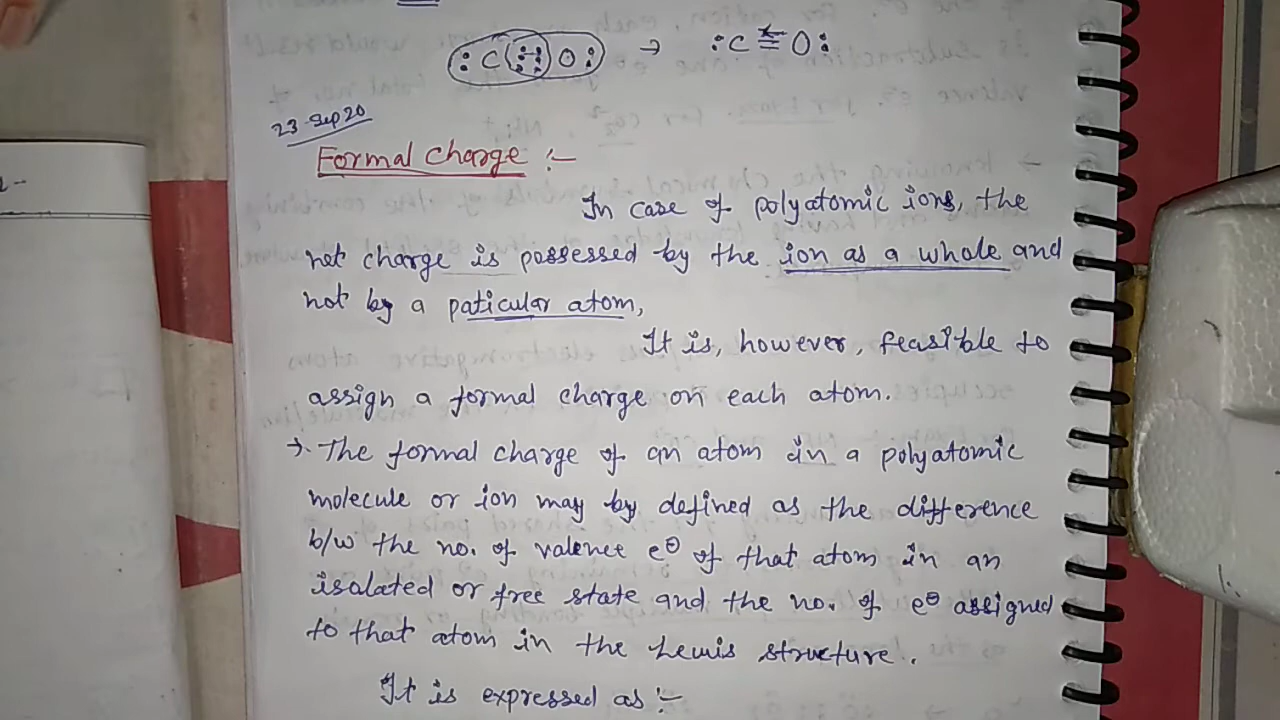 :C::O: → :C≡O:
23 Sep 20
Formal Charge :-
In case of polyatomic ions, the
net charge is possessed by the ion as a whole and
not by a paticular atom,
It is, however, feasible to
assign a formal charge on each atom.
→ The formal charge of an atom in a polyatomic
molecule or ion may by defined as the difference
b/w the no. of valence e⊖ of that atom in an
isolated or free state and the no. of e⊖ assigned
to that atom in the Lewis structure.
It is expressed as :-